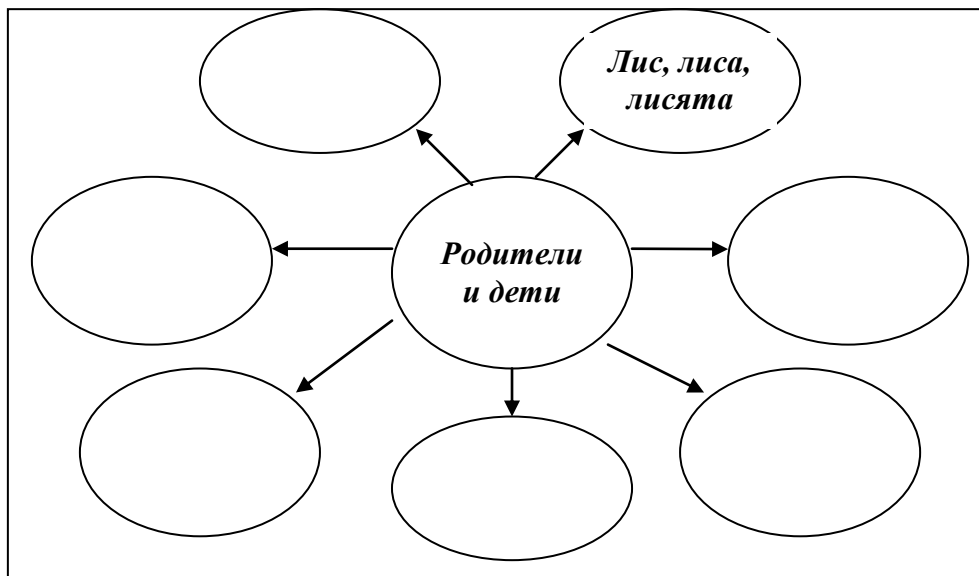 Лис, лиса,
лисята
Родители
и дети